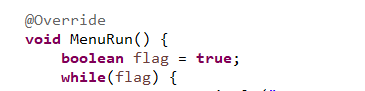 @Override
void MenuRun() {
boolean flag = true;
while(flag) {